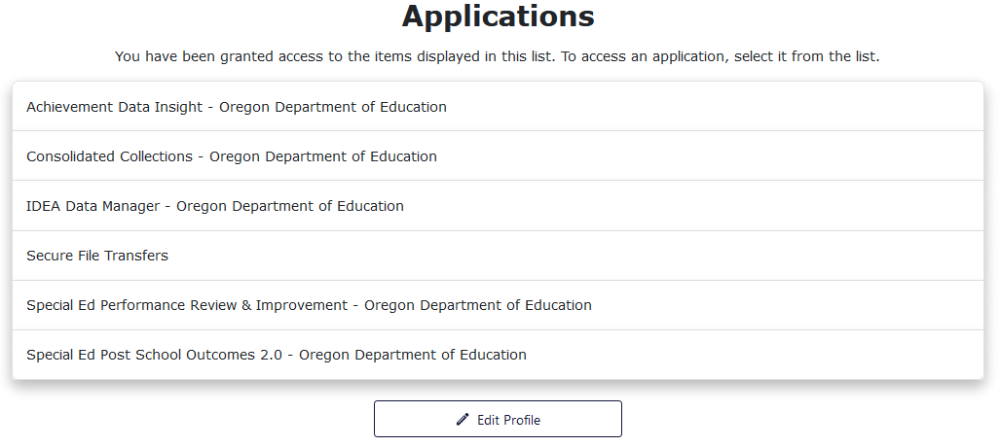 Applications
You have been granted access to the items displayed in this list. To access an application, select it from the list.
Achievement Data Insight - Oregon Department of Education
Consolidated Collections - Oregon Department of Education
IDEA Data Manager - Oregon Department of Education
Secure File Transfers
Special Ed Performance Review & Improvement - Oregon Department of Education
Special Ed Post School Outcomes 2.0 - Oregon Department of Education
Edit Profile